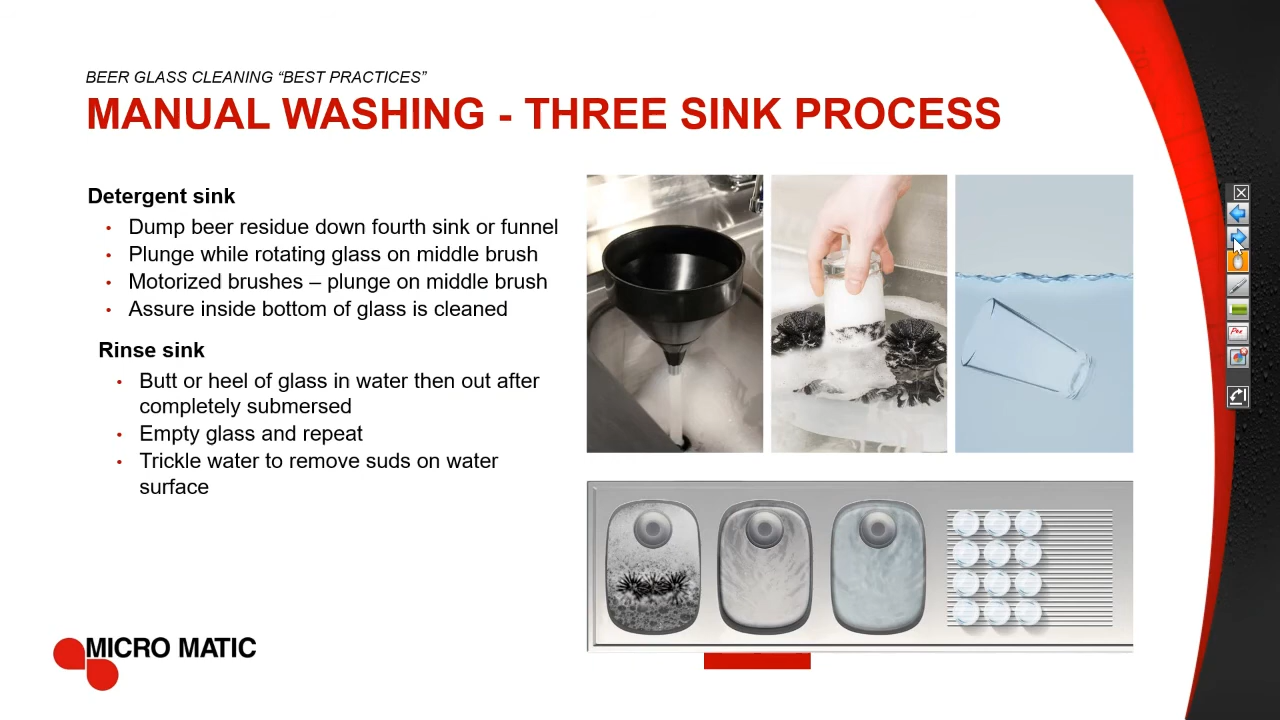 BEER GLASS CLEANING “BEST PRACTICES”
MANUAL WASHING - THREE SINK PROCESS
Detergent sink
• Dump beer residue down fourth sink or funnel
• Plunge while rotating glass on middle brush
• Motorized brushes – plunge on middle brush
• Assure inside bottom of glass is cleaned
Rinse sink
• Butt or heel of glass in water then out after
completely submersed
• Empty glass and repeat
• Trickle water to remove suds on water
surface
MICRO MATIC
Pen